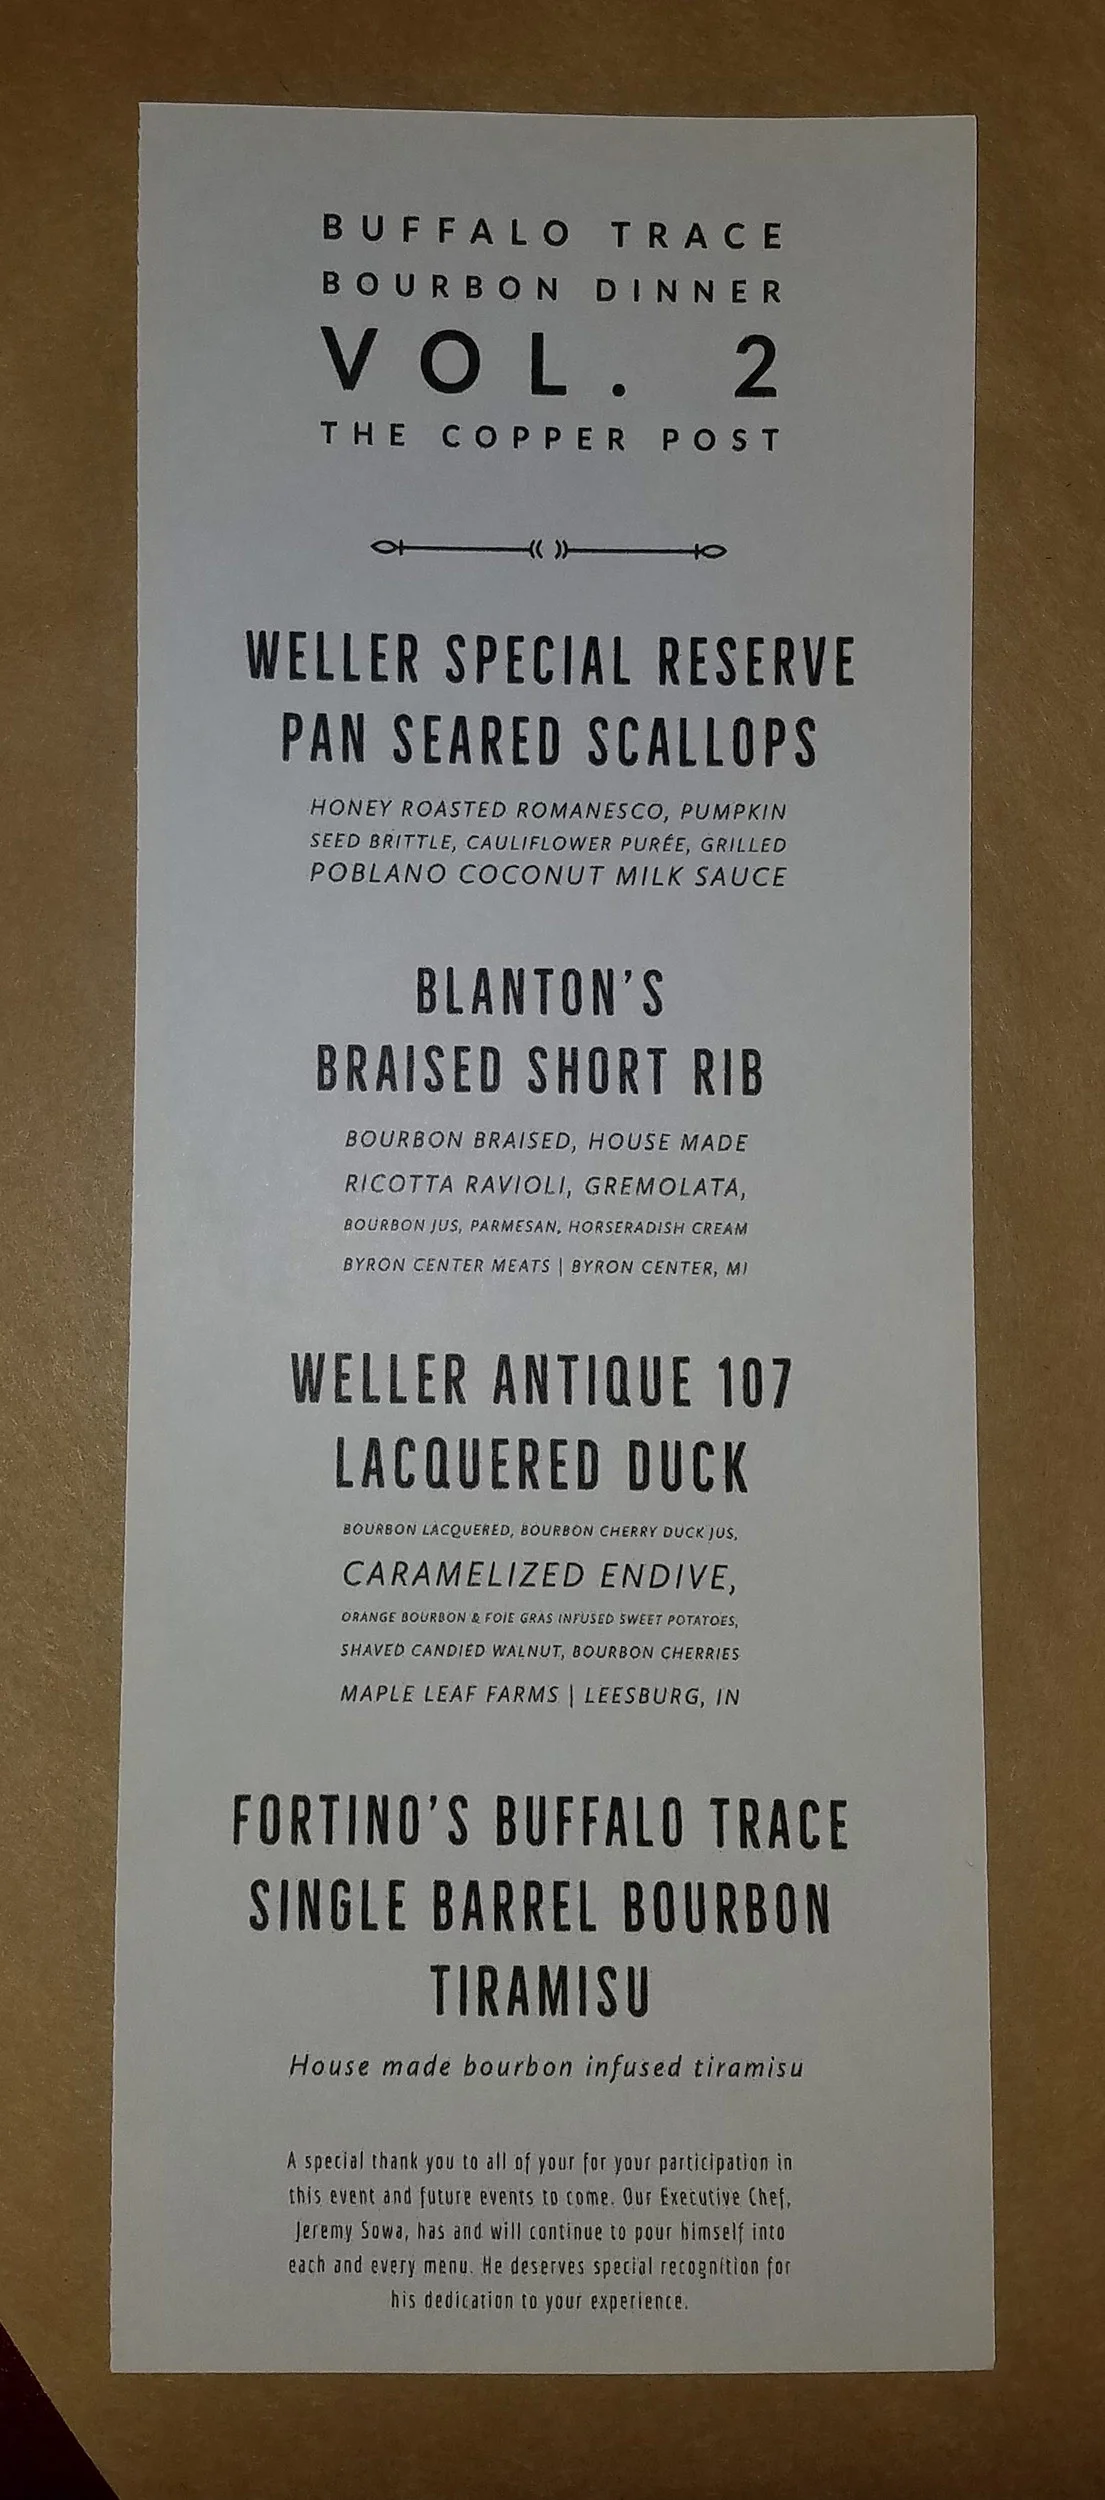 BUFFALO TRACE
BOURBON DINNER
VOL. 2
THE COPPER POST
WELLER SPECIAL RESERVE
PAN SEARED SCALLOPS
HONEY ROASTED ROMANESCO, PUMPKIN
SEED BRITTLE, CAULIFLOWER PURÉE, GRILLED
POBLANO COCONUT MILK SAUCE
BLANTON'S
BRAISED SHORT RIB
BOURBON BRAISED, HOUSE MADE
RICOTTA RAVIOLI, GREMOLATA,
BOURBON JUS, PARMESAN, HORSERADISH CREAM
BYRON CENTER MEATS | BYRON CENTER, MI
WELLER ANTIQUE 107
LACQUERED DUCK
BOURBON LACQUERED, BOURBON CHERRY DUCK JUS,
CARAMELIZED ENDIVE,
ORANGE BOURBON & FOIE GRAS INFUSED SWEET POTATOES,
SHAVED CANDIED WALNUT, BOURBON CHERRIES
MAPLE LEAF FARMS | LEESBURG, IN
FORTINO'S BUFFALO TRACE
SINGLE BARREL BOURBON
TIRAMISU
House made bourbon infused tiramisu
A special thank you to all of your for your participation in
this event and future events to come. Our Executive Chef,
Jeremy Sowa, has and will continue to pour himself into
each and every menu. He deserves special recognition for
his dedication to your experience.